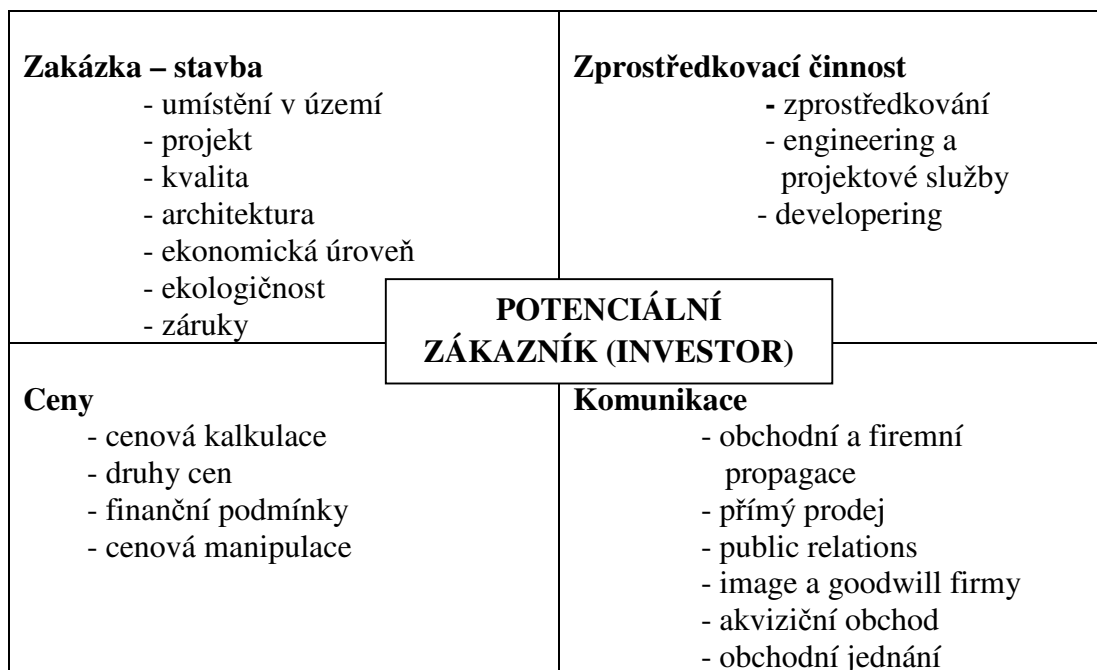 Zakázka – stavba
- umístění v území
- projekt
- kvalita
- architektura
- ekonomická úroveň
- ekologičnost
- záruky
Zprostředkovací činnost
- zprostředkování
- engineering a
projektové služby
- developering
POTENCIÁLNÍ
ZÁKAZNÍK (INVESTOR)
Ceny
- cenová kalkulace
- druhy cen
- finanční podmínky
- cenová manipulace
Komunikace
- obchodní a firemní
propagace
- přímý prodej
- public relations
- image a goodwill firmy
- akviziční obchod
- obchodní jednání